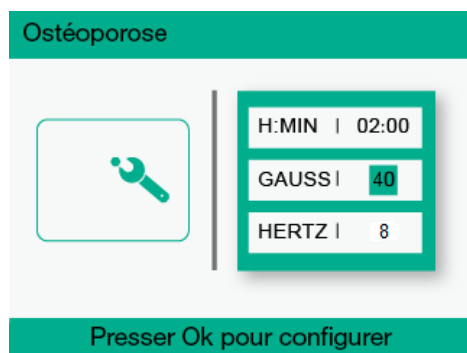 Ostéoporose
H:MIN | 02:00
GAUSS | 40
HERTZ | 8
Presser Ok pour configurer